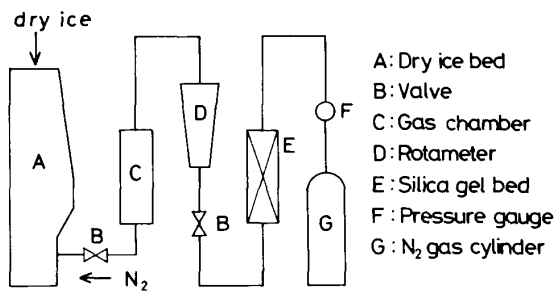 dry ice
A
B
N₂
C
D
B
E
F
G
A: Dry ice bed
B: Valve
C: Gas chamber
D: Rotameter
E: Silica gel bed
F: Pressure gauge
G: N₂ gas cylinder